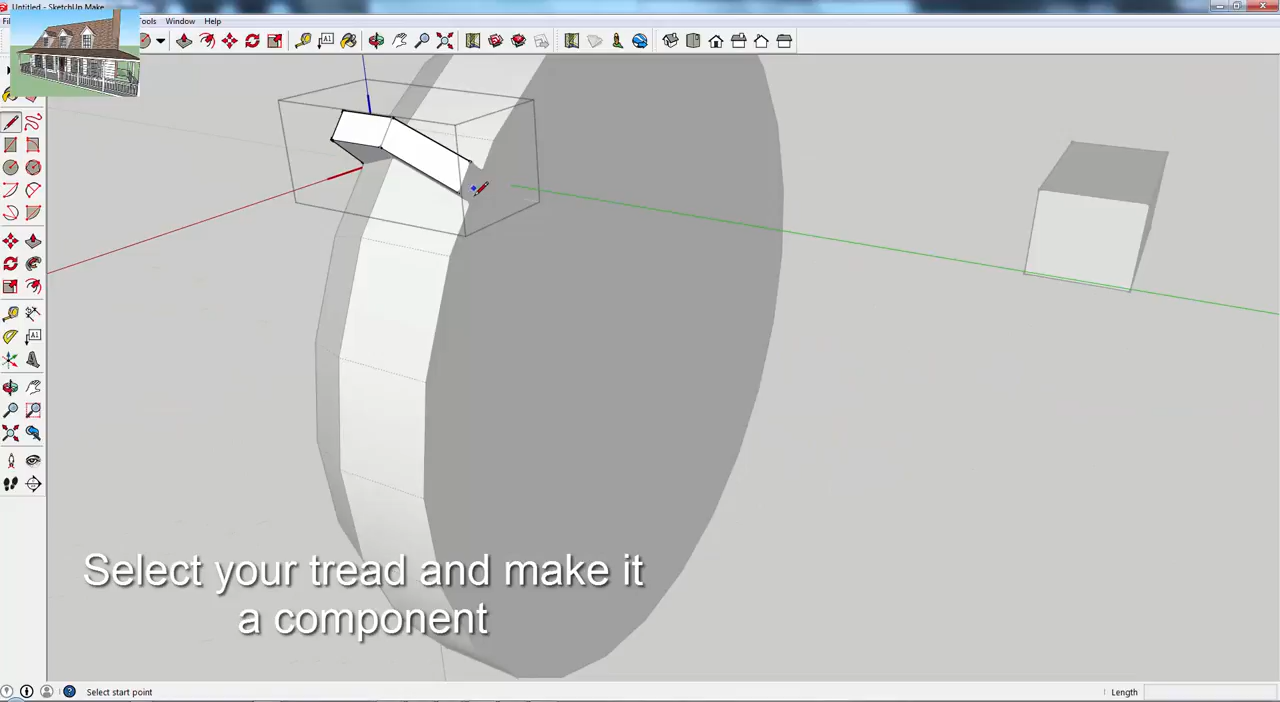 Untitled - SketchUp Make
Tools Window Help
Select your tread and make it
a component
Select start point
Length